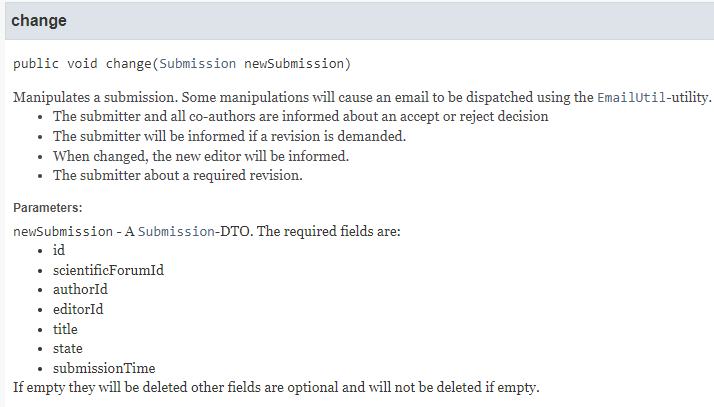 change
public void change(Submission newSubmission)
Manipulates a submission. Some manipulations will cause an email to be dispatched using the EmailUtil-utility.
• The submitter and all co-authors are informed about an accept or reject decision
• The submitter will be informed if a revision is demanded.
• When changed, the new editor will be informed.
• The submitter about a required revision.
Parameters:
newSubmission - A Submission-DTO. The required fields are:
• id
• scientificForumId
• authorId
• editorId
• title
• state
• submissionTime
If empty they will be deleted other fields are optional and will not be deleted if empty.